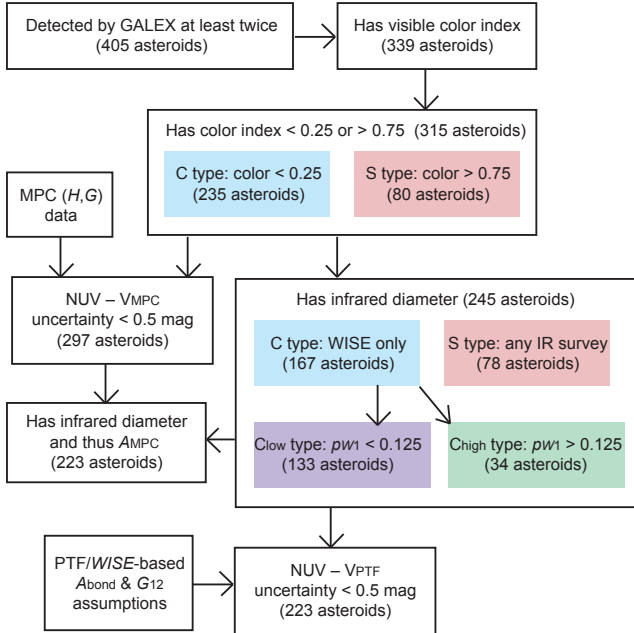 Detected by GALEX at least twice
(405 asteroids)
Has visible color index
(339 asteroids)
Has color index < 0.25 or > 0.75 (315 asteroids)
C type: color < 0.25
(235 asteroids)
S type: color > 0.75
(80 asteroids)
MPC (H,G)
data
NUV – VMPC
uncertainty < 0.5 mag
(297 asteroids)
Has infrared diameter (245 asteroids)
C type: WISE only
(167 asteroids)
S type: any IR survey
(78 asteroids)
Has infrared diameter
and thus AMPC
(223 asteroids)
Clow type: pW1 < 0.125
(133 asteroids)
Chigh type: pW1 > 0.125
(34 asteroids)
PTF/WISE-based
Abond & G12
assumptions
NUV – VPTF
uncertainty < 0.5 mag
(223 asteroids)